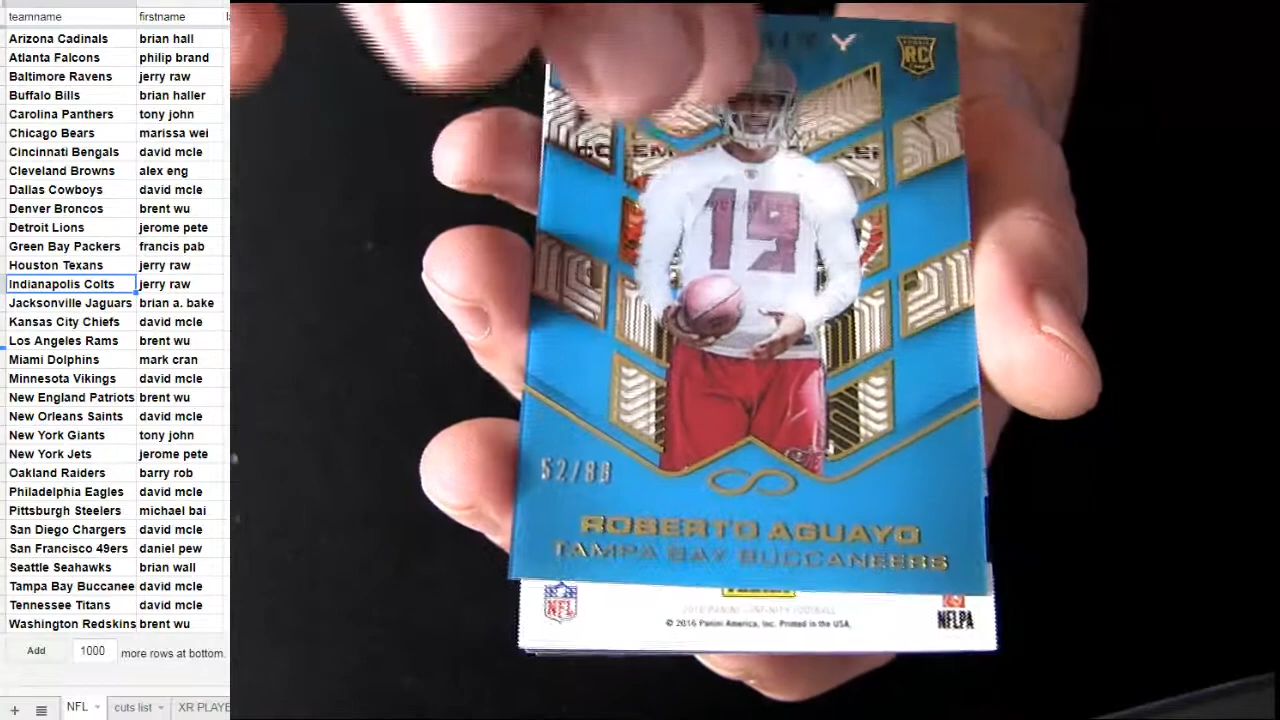 teamname firstname
Arizona Cadinals brian hall
Atlanta Falcons philip brand
Baltimore Ravens jerry raw
Buffalo Bills brian haller
Carolina Panthers tony john
Chicago Bears marissa wei
Cincinnati Bengals david mcle
Cleveland Browns alex eng
Dallas Cowboys david mcle
Denver Broncos brent wu
Detroit Lions jerome pete
Green Bay Packers francis pab
Houston Texans jerry raw
Indianapolis Colts jerry raw
Jacksonville Jaguars brian a. bake
Kansas City Chiefs david mcle
Los Angeles Rams brent wu
Miami Dolphins mark cran
Minnesota Vikings david mcle
New England Patriots brent wu
New Orleans Saints david mcle
New York Giants tony john
New York Jets jerome pete
Oakland Raiders barry rob
Philadelphia Eagles david mcle
Pittsburgh Steelers michael bai
San Diego Chargers david mcle
San Francisco 49ers daniel pew
Seattle Seahawks brian wall
Tampa Bay Buccanee david mcle
Tennessee Titans david mcle
Washington Redskins brent wu
Add 1000 more rows at bottom.
NFL cuts list XR PLAYE
Y
RC
19
ROBERTO AGUAYO
TAMPA BAY BUCCANEERS
NFL
2016 PANINI - INFINITY FOOTBALL
© 2016 Panini America, Inc. Printed in the USA.
NFLPA